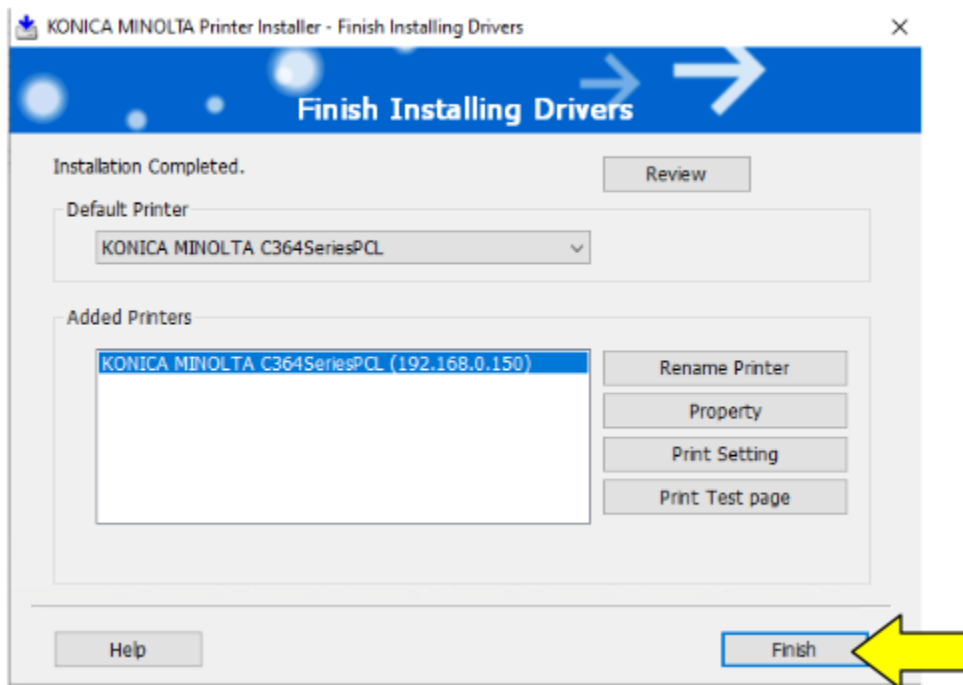 KONICA MINOLTA Printer Installer - Finish Installing Drivers
Finish Installing Drivers
Installation Completed.
Review
Default Printer
KONICA MINOLTA C364SeriesPCL
Added Printers
KONICA MINOLTA C364SeriesPCL (192.168.0.150)
Rename Printer
Property
Print Setting
Print Test page
Help
Finish